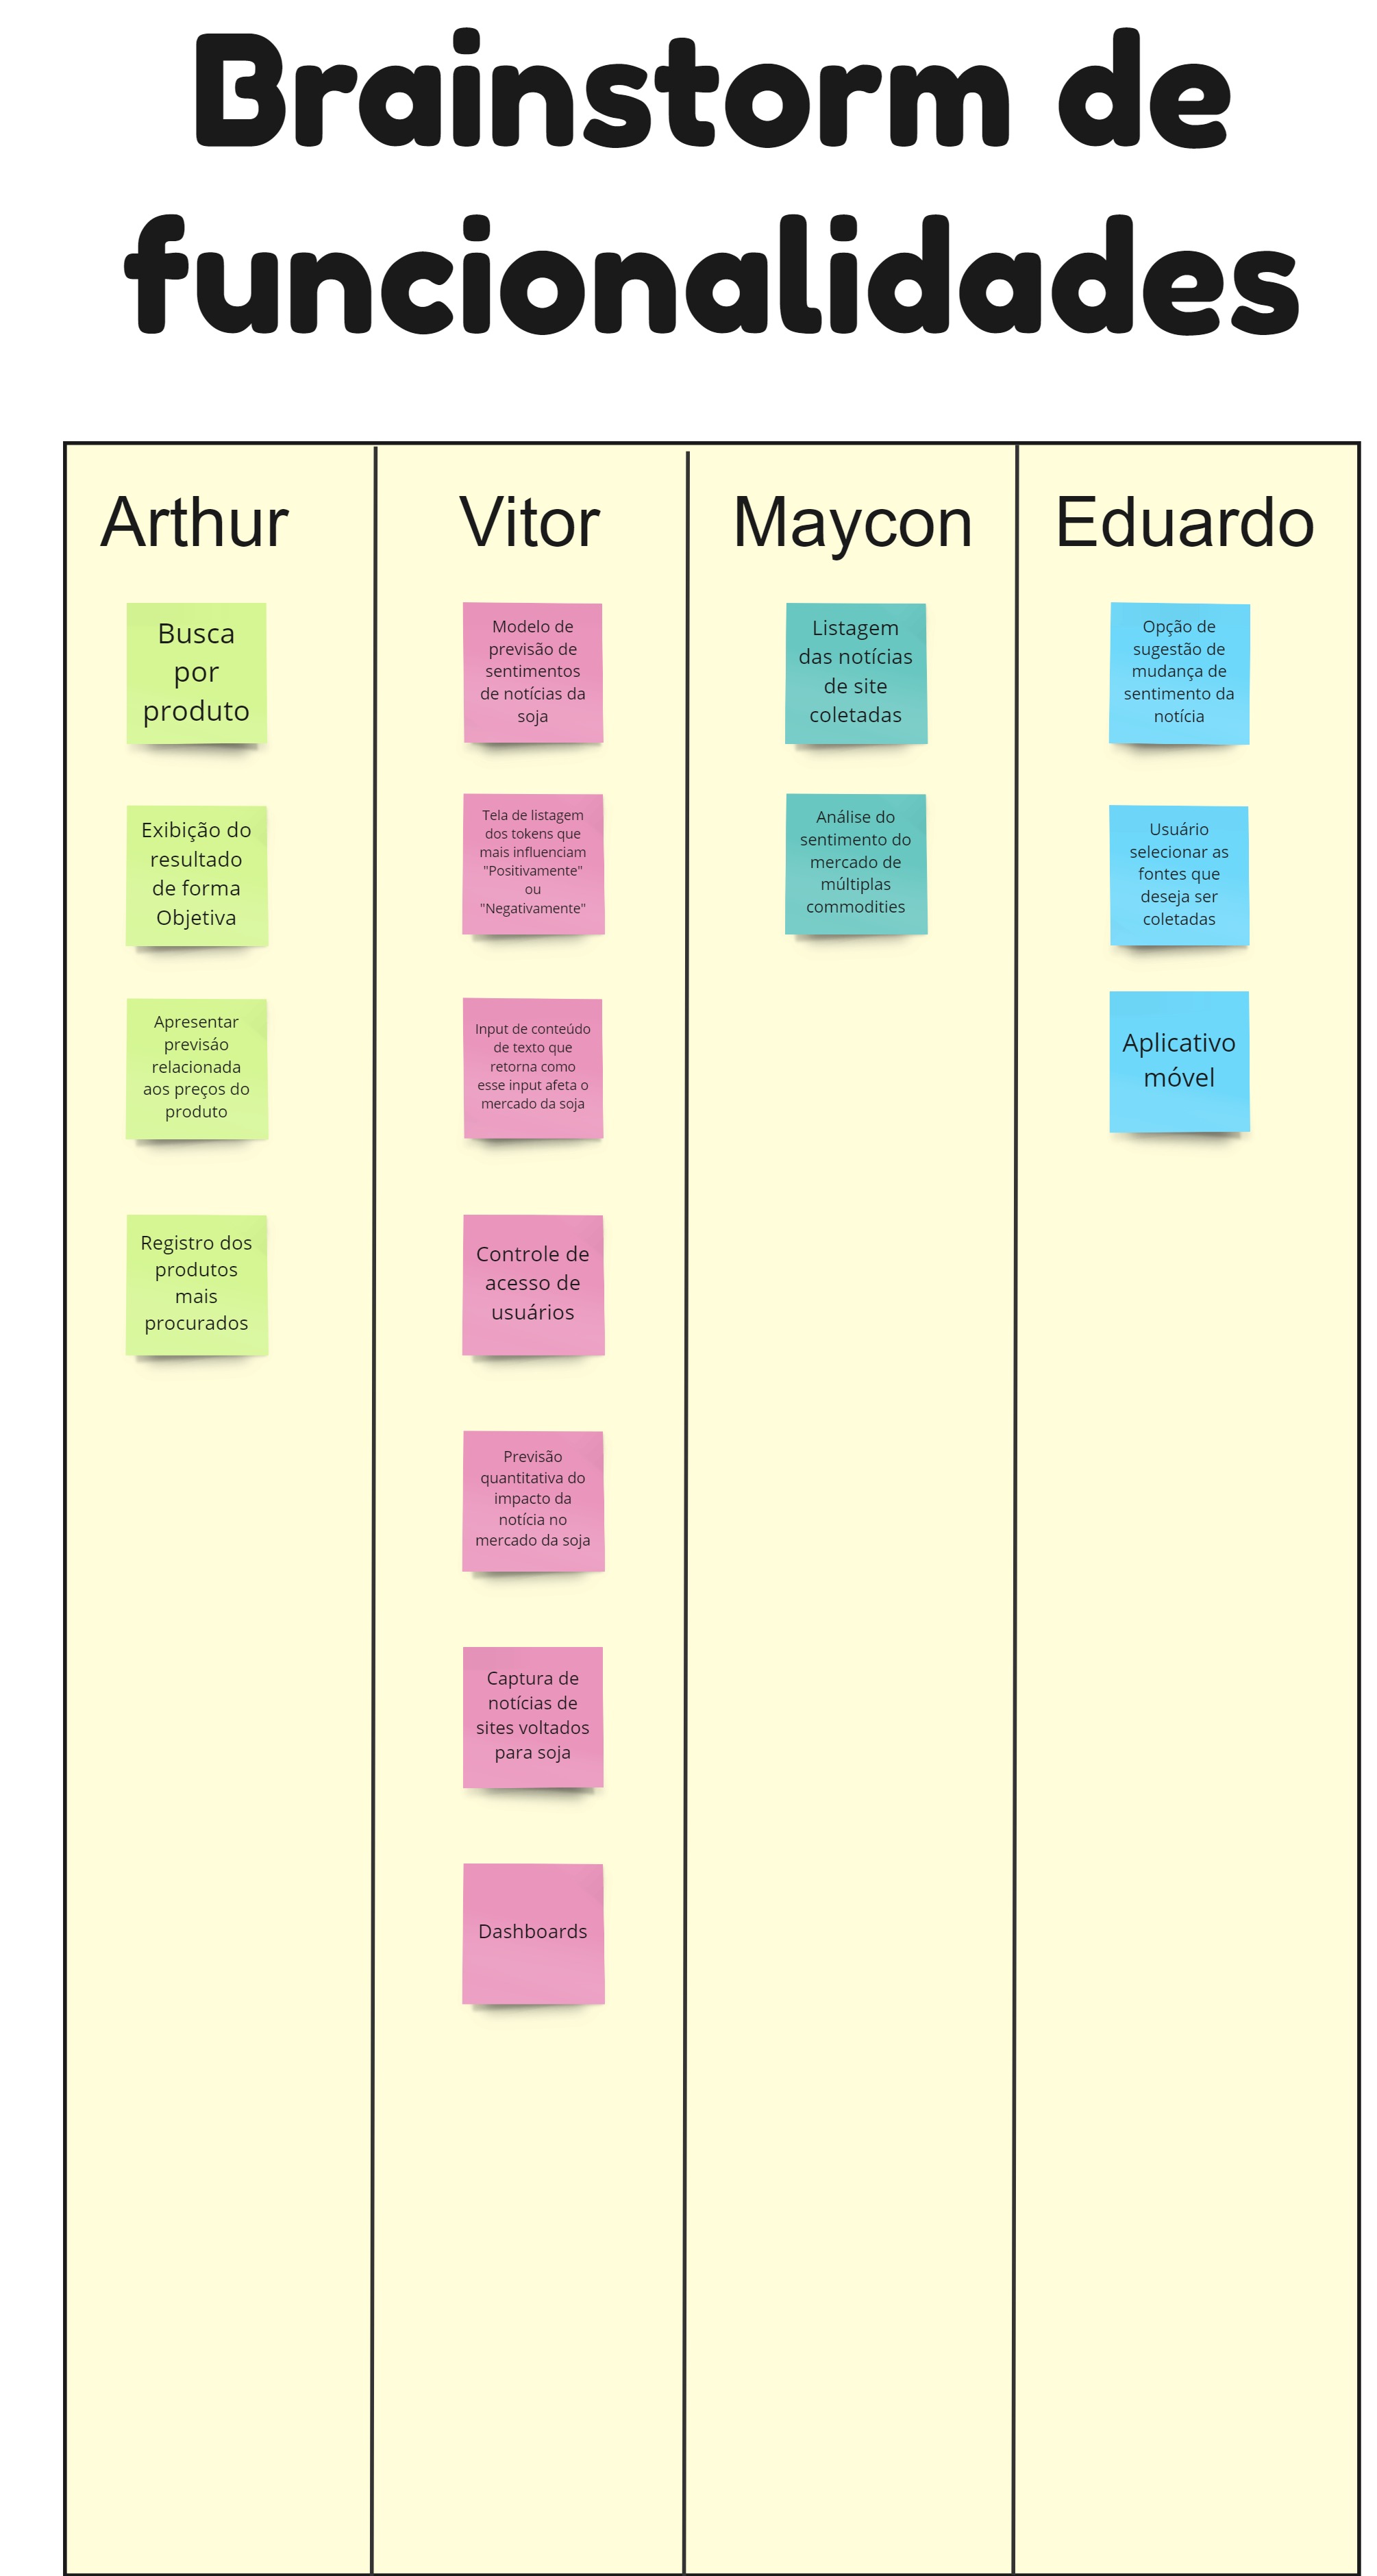 Brainstorm de
funcionalidades
Arthur
Busca
por
produto
Exibição do
resultado
de forma
Objetiva
Apresentar
previsáo
relacionada
aos preços do
produto
Registro dos
produtos
mais
procurados
Vitor
Modelo de
previsão de
sentimentos
de notícias da
soja
Tela de listagem
dos tokens que
mais influenciam
"Positivamente"
ou
"Negativamente"
Input de conteúdo
de texto que
retorna como
esse input afeta o
mercado da soja
Controle de
acesso de
usuários
Previsão
quantitativa do
impacto da
notícia no
mercado da soja
Captura de
notícias de
sites voltados
para soja
Dashboards
Maycon
Listagem
das notícias
de site
coletadas
Análise do
sentimento do
mercado de
múltiplas
commodities
Eduardo
Opção de
sugestão de
mudança de
sentimento da
notícia
Usuário
selecionar as
fontes que
deseja ser
coletadas
Aplicativo
móvel